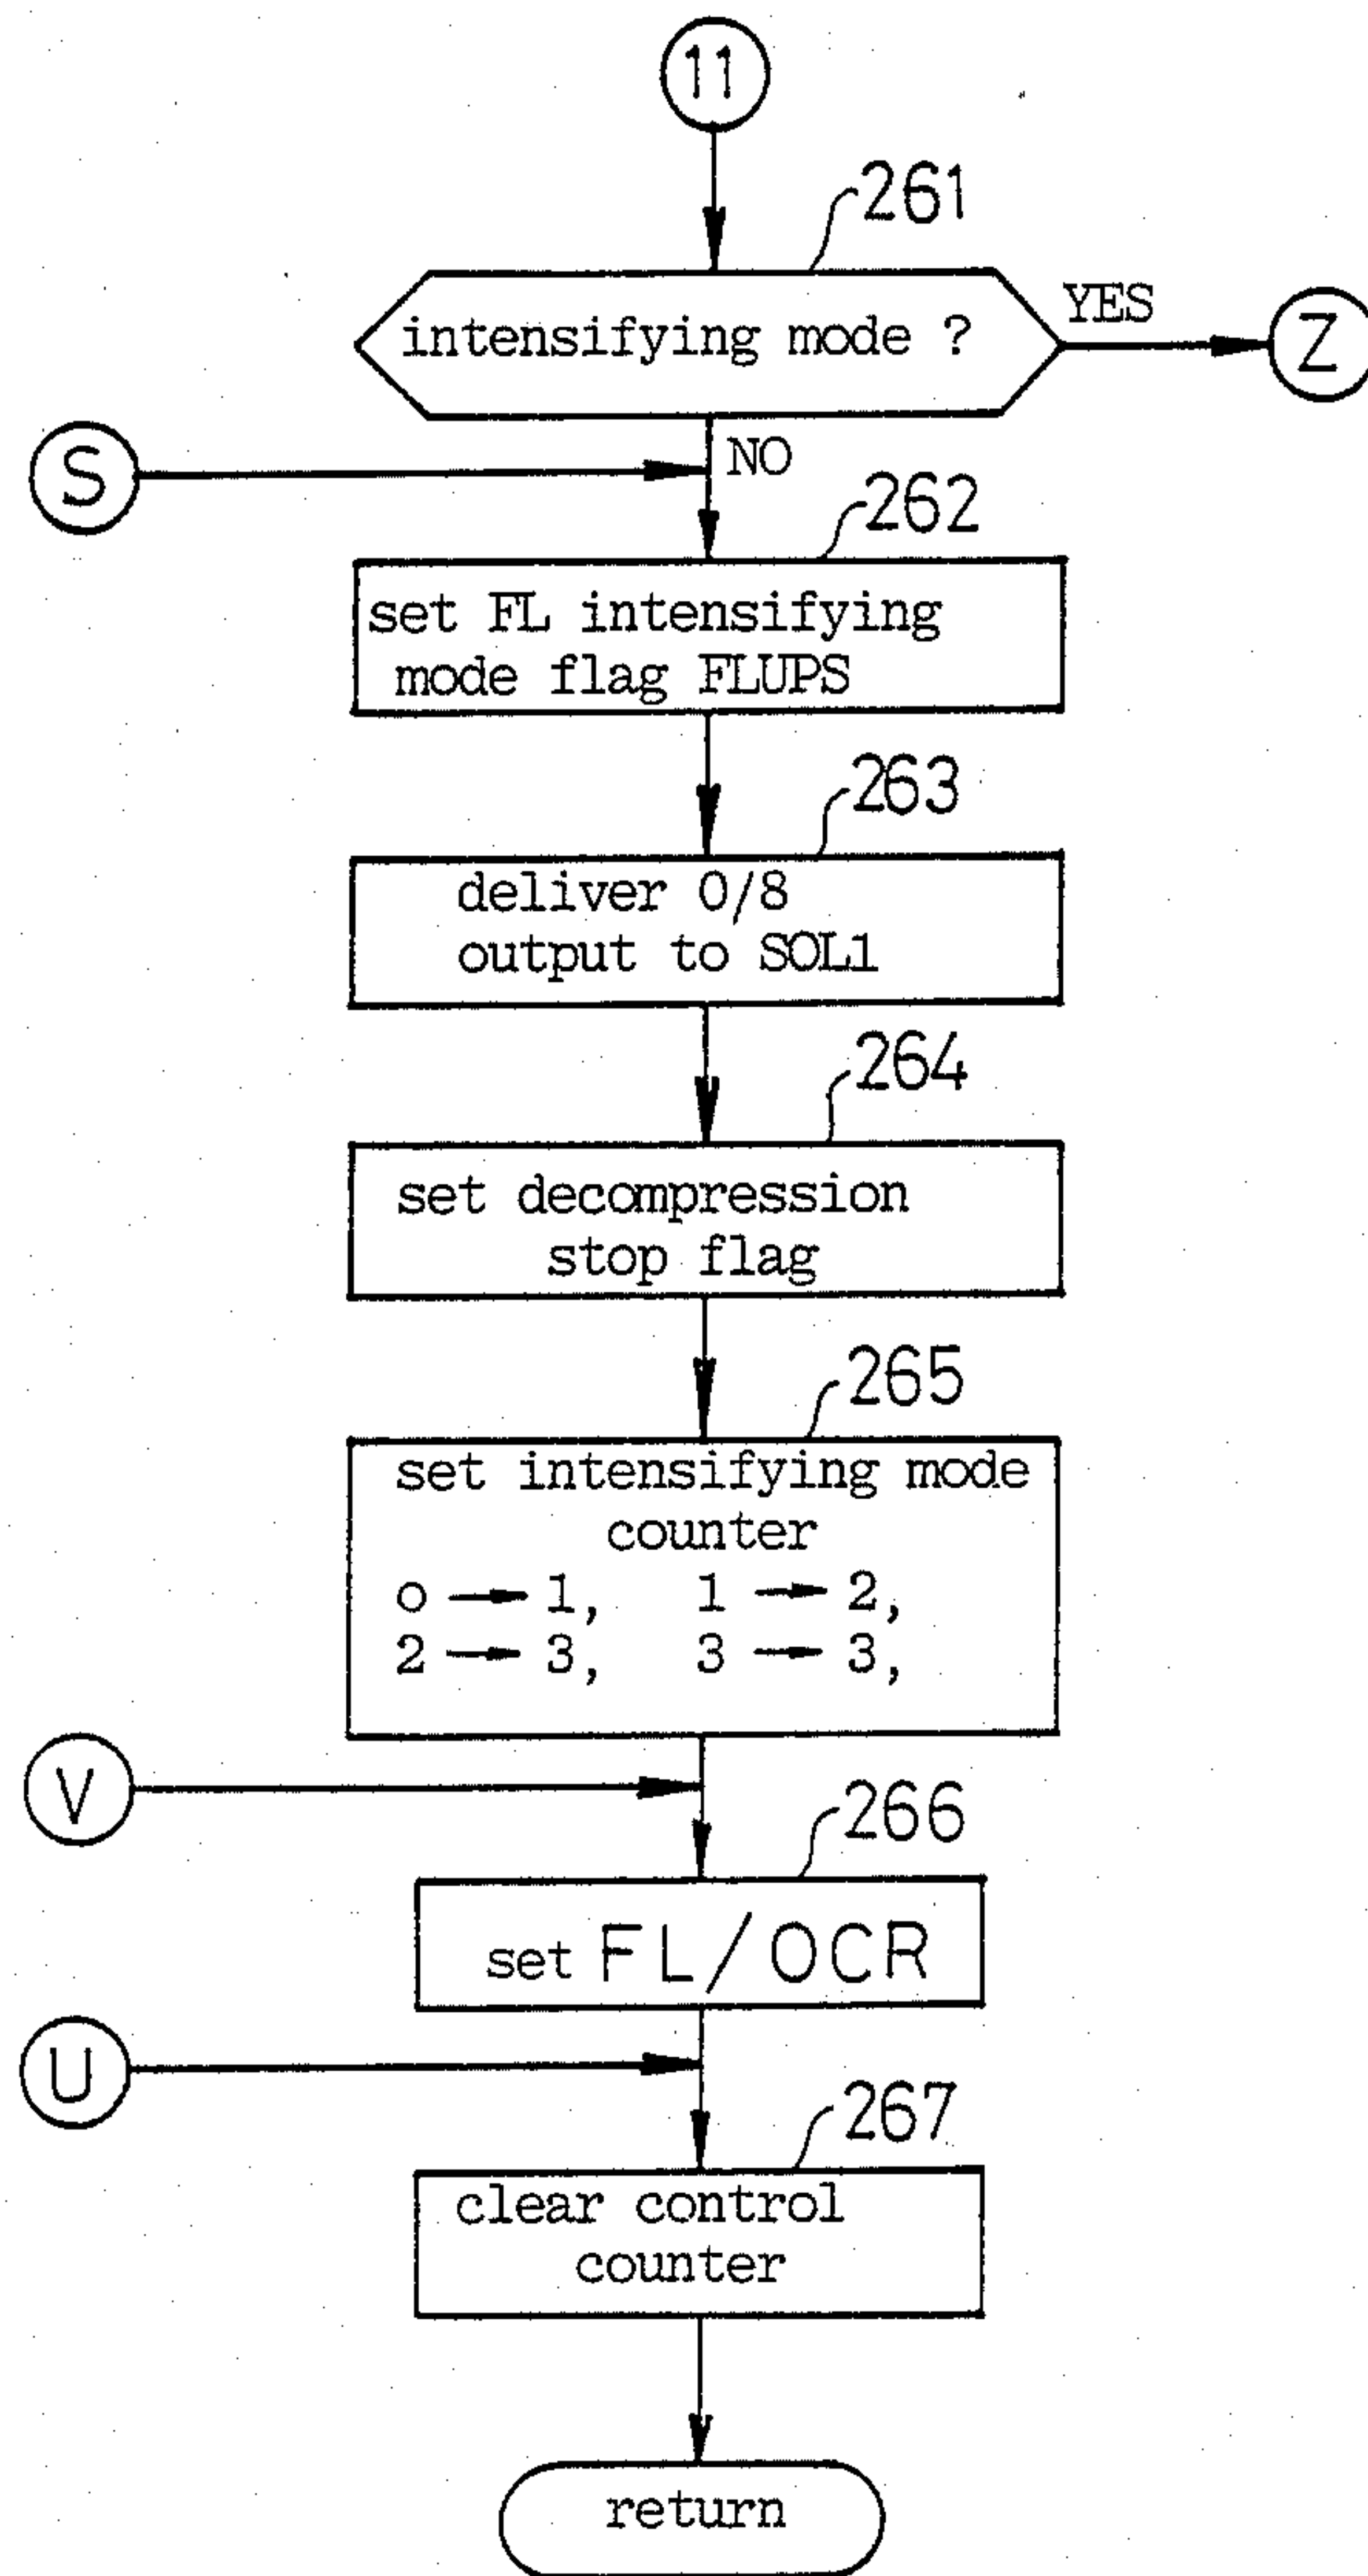 11
261
intensifying mode ?
YES
Z
S
NO
262
set FL intensifying
mode flag FLUPS
263
deliver 0/8
output to SOL1
264
set decompression
stop flag
265
set intensifying mode
counter
0 → 1, 1 → 2,
2 → 3, 3 → 3,
V
266
set FL/OCR
U
267
clear control
counter
return